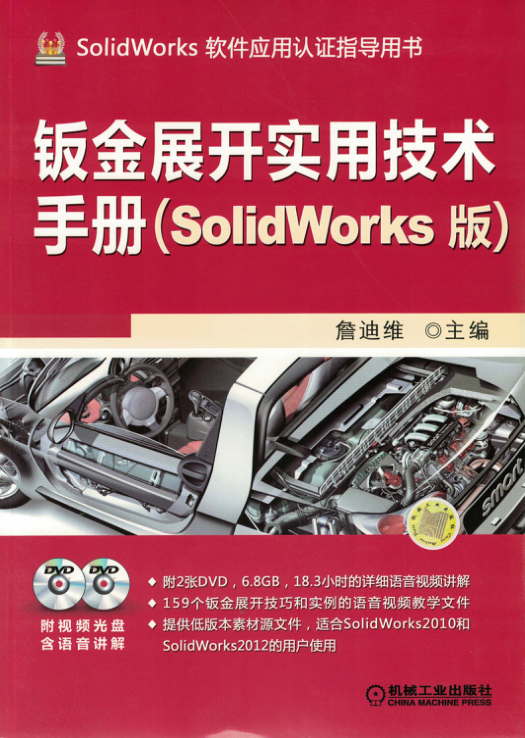 SolidWorks 软件应用认证指导用书
钣金展开实用技术
手册(SolidWorks 版)
詹迪维 ◎主编
smart
DVD DVD
附视频光盘
含语音讲解
◆ 附2张DVD，6.8GB，18.3小时的详细语音视频讲解
◆ 159个钣金展开技巧和实例的语音视频教学文件
◆ 提供低版本素材源文件，适合SolidWorks2010和
SolidWorks2012的用户使用
机械工业出版社
CHINA MACHINE PRESS